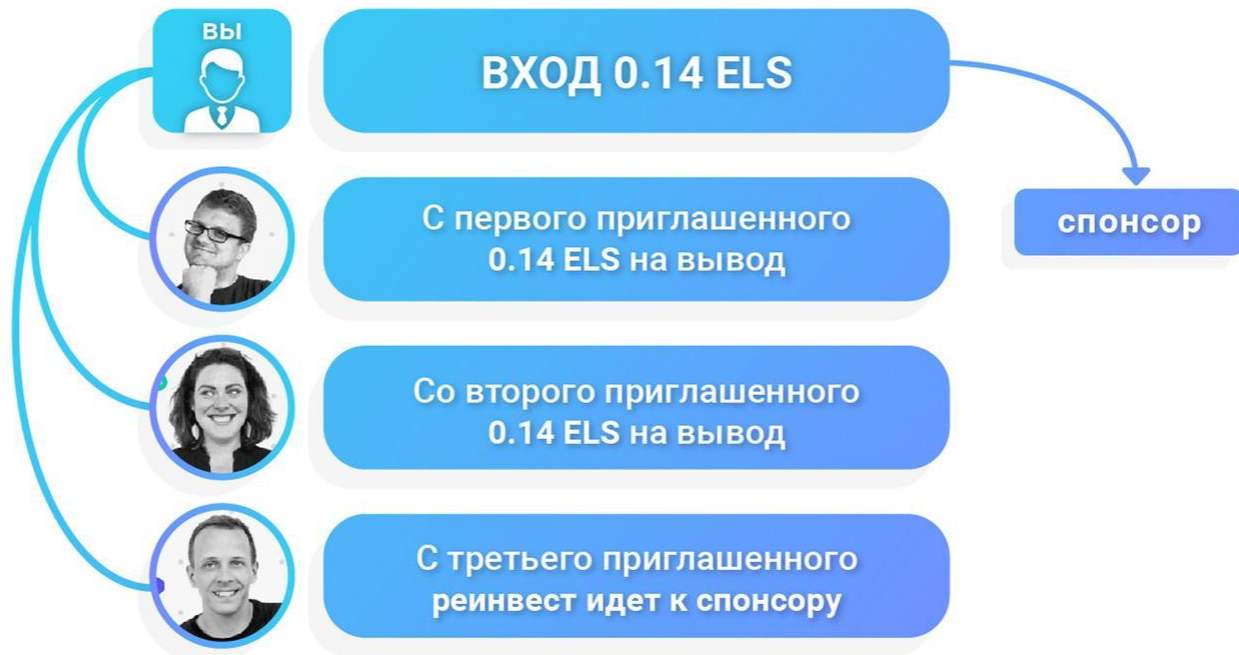 ВЫ
ВХОД 0.14 ELS
спонсор
С первого приглашенного
0.14 ELS на вывод
Со второго приглашенного
0.14 ELS на вывод
С третьего приглашенного
реинвест идет к спонсору